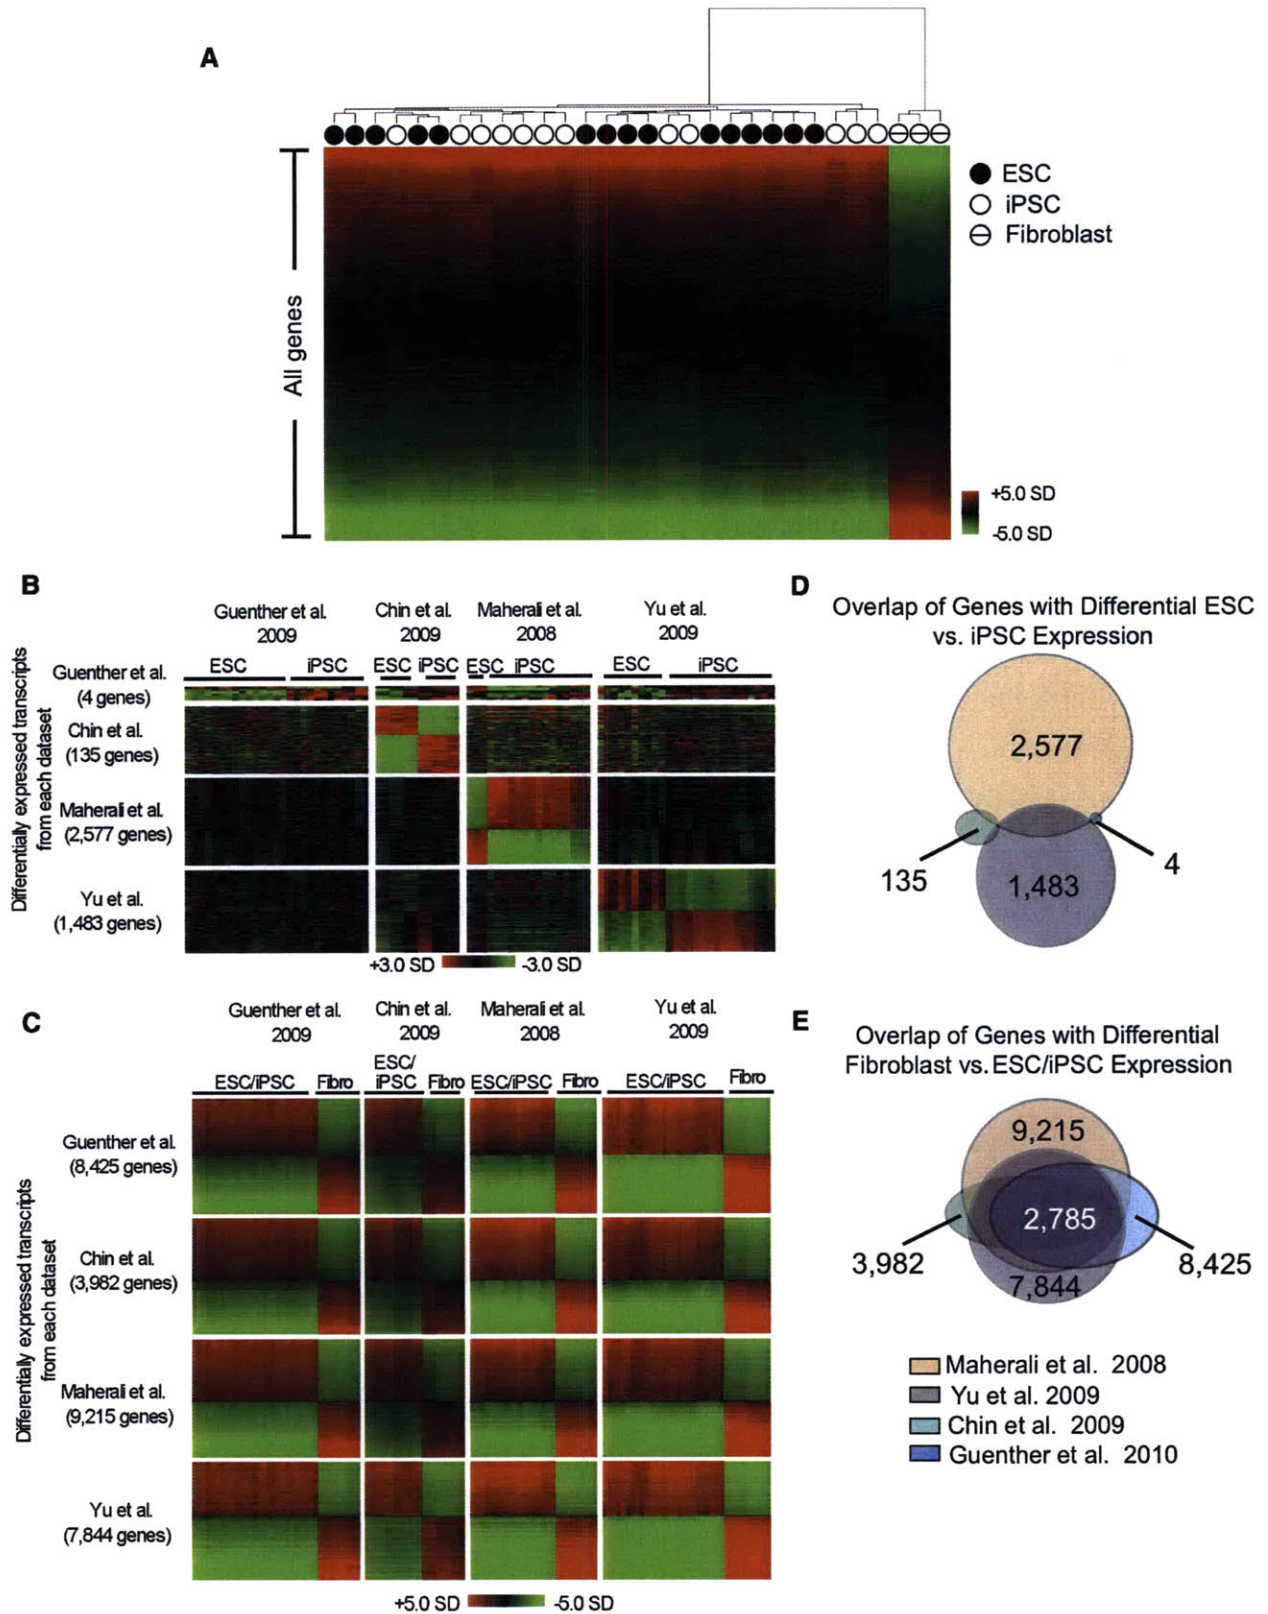 A
ESC
iPSC
Fibroblast
All genes
+5.0 SD
-5.0 SD
B
Guenther et al.
2009
Chin et al.
2009
Maherali et al.
2008
Yu et al.
2009
ESC
iPSC
ESC
iPSC
ESC
iPSC
ESC
iPSC
Differentially expressed transcripts
from each dataset
Guenther et al.
(4 genes)
Chin et al.
(135 genes)
Maherali et al.
(2,577 genes)
Yu et al.
(1,483 genes)
+3.0 SD
-3.0 SD
D
Overlap of Genes with Differential ESC
vs. iPSC Expression
2,577
135
4
1,483
C
Guenther et al.
2009
Chin et al.
2009
Maherali et al.
2008
Yu et al.
2009
ESC/iPSC
Fibro
ESC/
iPSC
Fibro
ESC/iPSC
Fibro
ESC/iPSC
Fibro
Differentially expressed transcripts
from each dataset
Guenther et al.
(8,425 genes)
Chin et al.
(3,982 genes)
Maherali et al.
(9,215 genes)
Yu et al.
(7,844 genes)
+5.0 SD
-5.0 SD
E
Overlap of Genes with Differential
Fibroblast vs. ESC/iPSC Expression
9,215
2,785
3,982
8,425
7,844
Maherali et al. 2008
Yu et al. 2009
Chin et al. 2009
Guenther et al. 2010